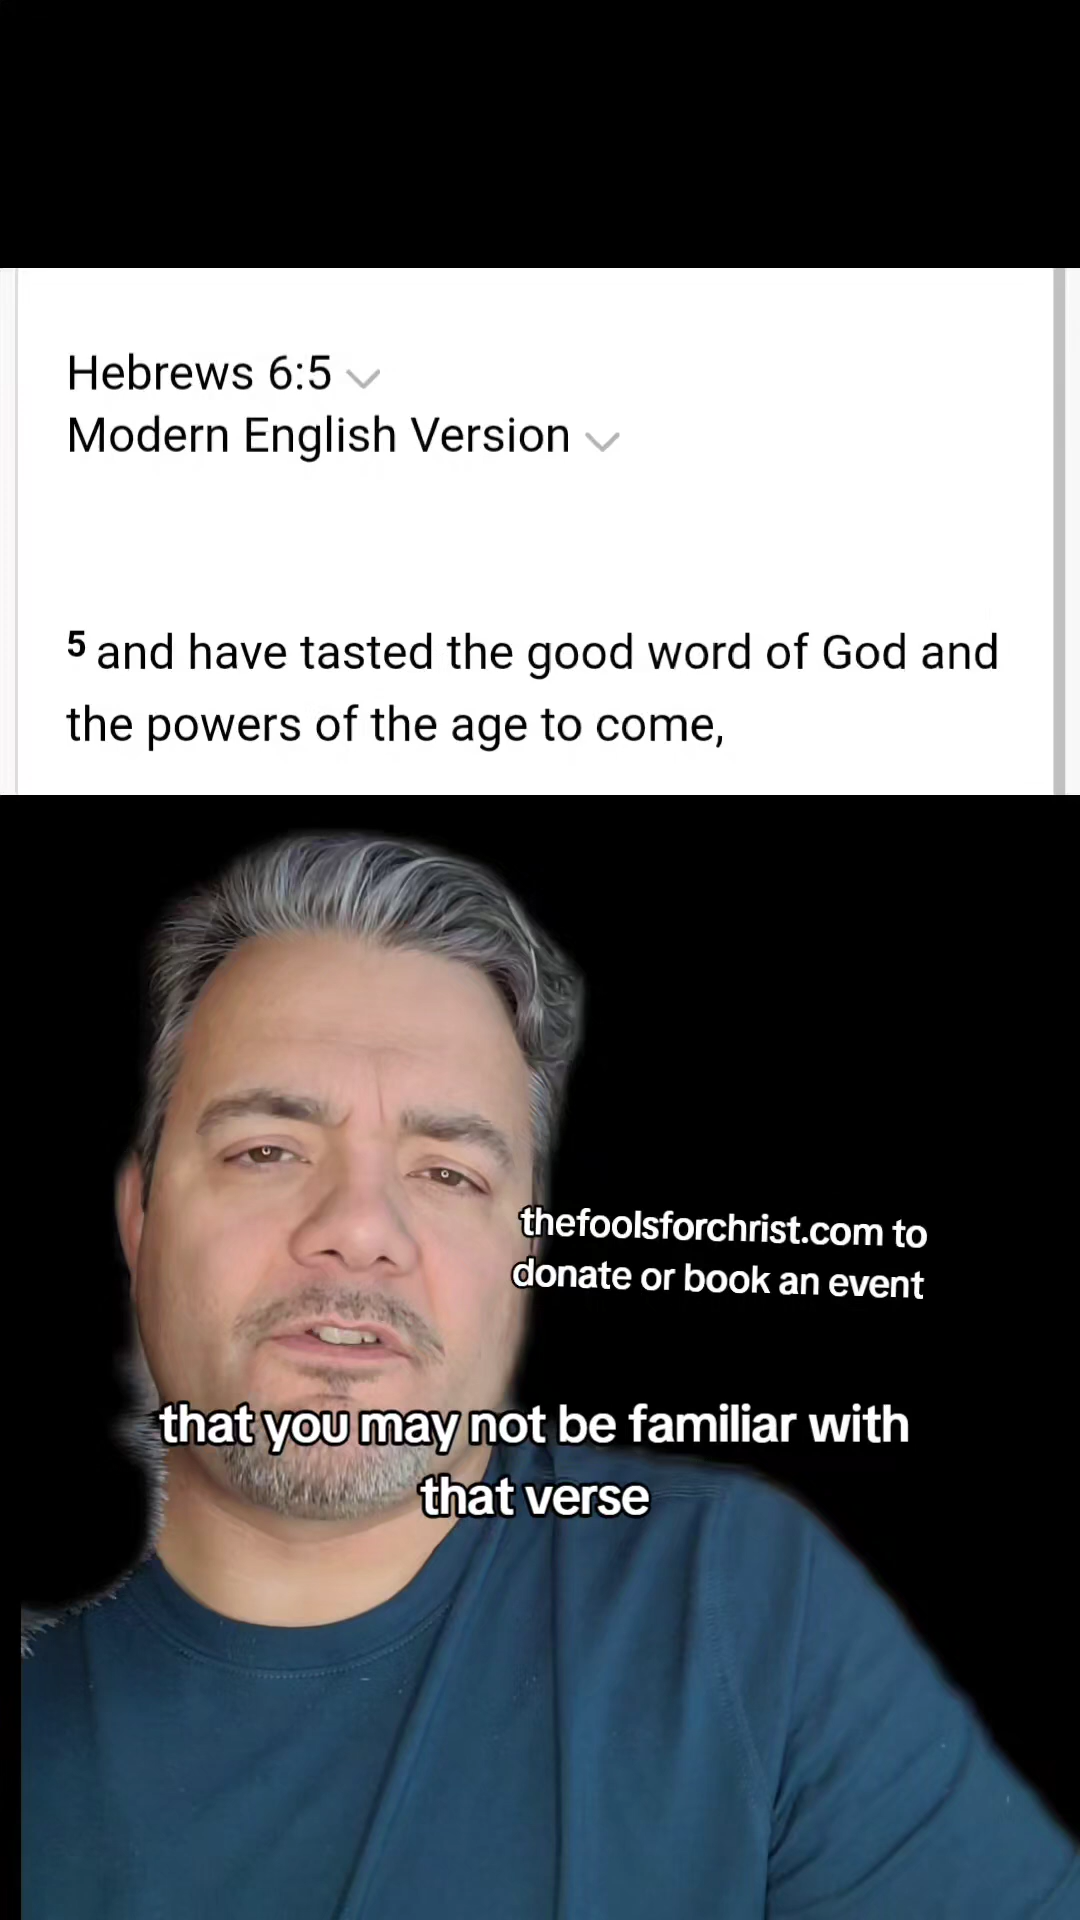 Hebrews 6:5
Modern English Version
5 and have tasted the good word of God and
the powers of the age to come,
thefoolsforchrist.com to
donate or book an event
that you may not be familiar with
that verse